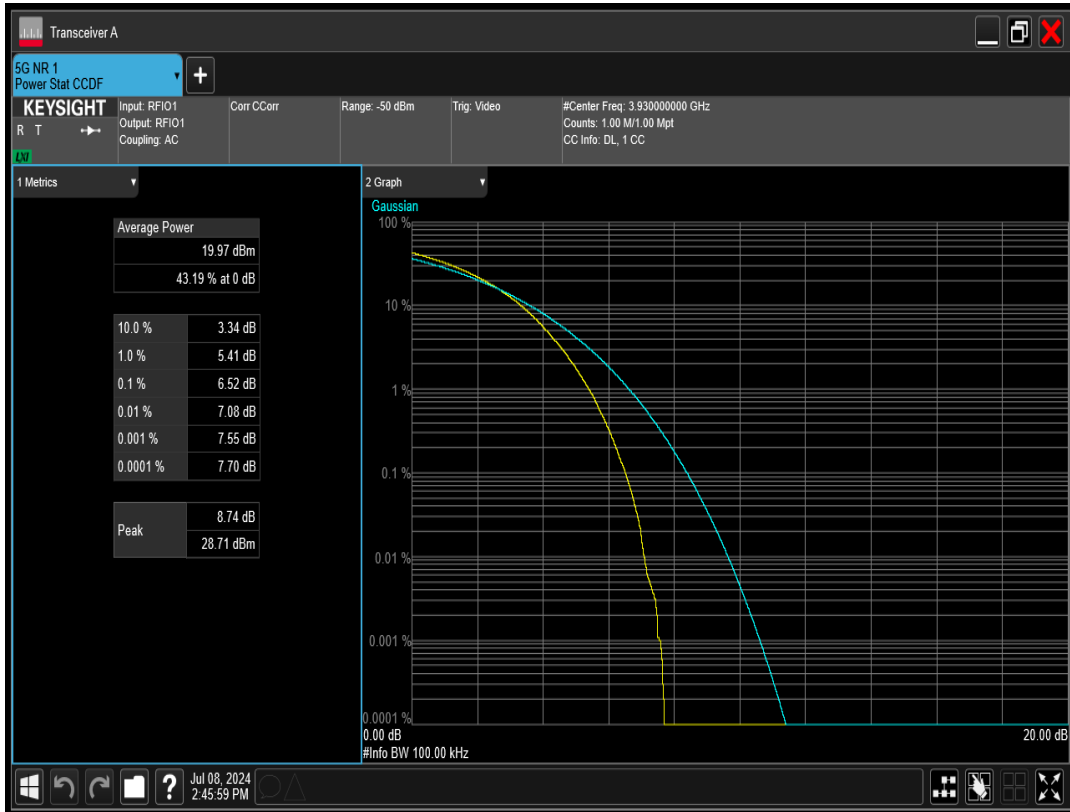 Transceiver A
5G NR 1
Power Stat CCDF
+
KEYSIGHT
R T
LXI
Input: RFIO1
Output: RFIO1
Coupling: AC
Corr CCorr
Range: -50 dBm
Trig: Video
#Center Freq: 3.930000000 GHz
Counts: 1.00 M/1.00 Mpt
CC Info: DL, 1 CC
1 Metrics
Average Power
19.97 dBm
43.19 % at 0 dB
10.0 % 3.34 dB
1.0 % 5.41 dB
0.1 % 6.52 dB
0.01 % 7.08 dB
0.001 % 7.55 dB
0.0001 % 7.70 dB
Peak 8.74 dB
28.71 dBm
2 Graph
Gaussian
100 %
10 %
1 %
0.1 %
0.01 %
0.001 %
0.0001 %
0.00 dB 20.00 dB
#Info BW 100.00 kHz
?
Jul 08, 2024
2:45:59 PM